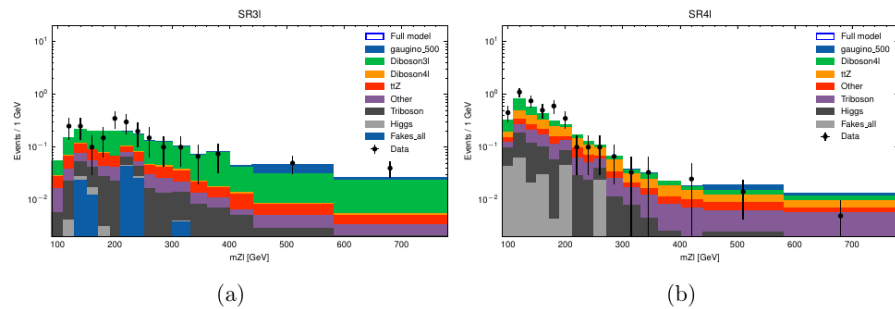 SR3l
Events / 1 GeV
10¹
10⁰
10⁻¹
10⁻²
Full model
gaugino_500
Diboson3l
Diboson4l
ttZ
Other
Triboson
Higgs
Fakes_all
Data
100 200 300 400 500 600 700
mZl [GeV]
(a)
SR4l
Events / 1 GeV
10¹
10⁰
10⁻¹
10⁻²
Full model
gaugino_500
Diboson4l
ttZ
Other
Triboson
Higgs
Fakes_all
Data
100 200 300 400 500 600 700
mZl [GeV]
(b)